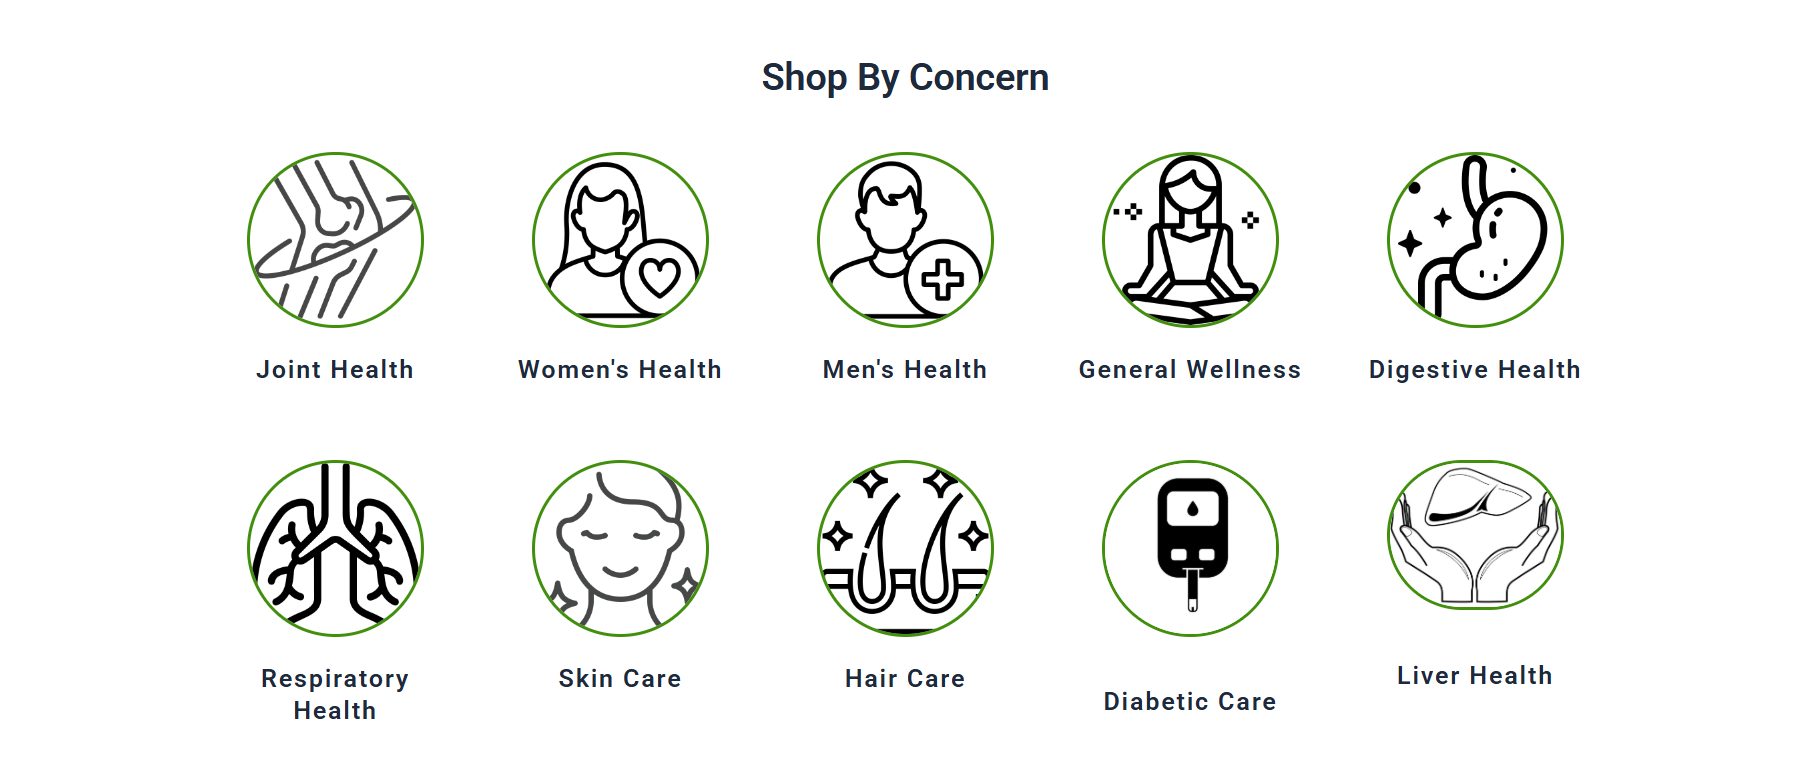 Shop By Concern
Joint Health
Women's Health
Men's Health
General Wellness
Digestive Health
Respiratory
Health
Skin Care
Hair Care
Diabetic Care
Liver Health